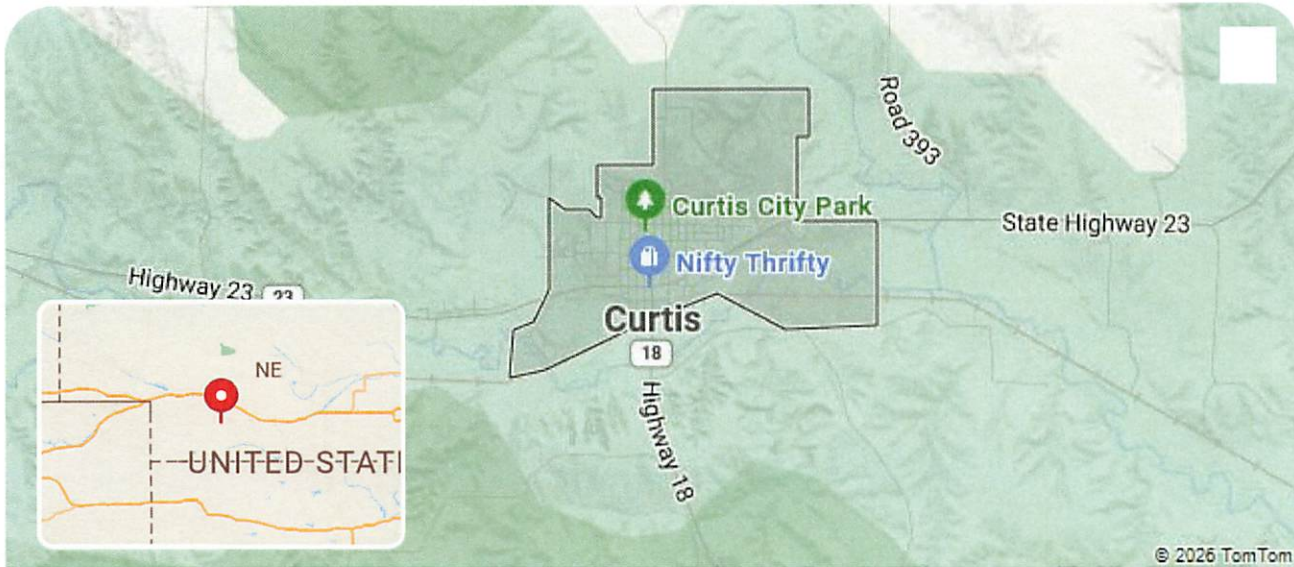 Road 393
Curtis City Park
State Highway 23
Nifty Thrifty
Highway 23
23
Curtis
18
Highway 18
NE
UNITED STATI
© 2026 TomTom